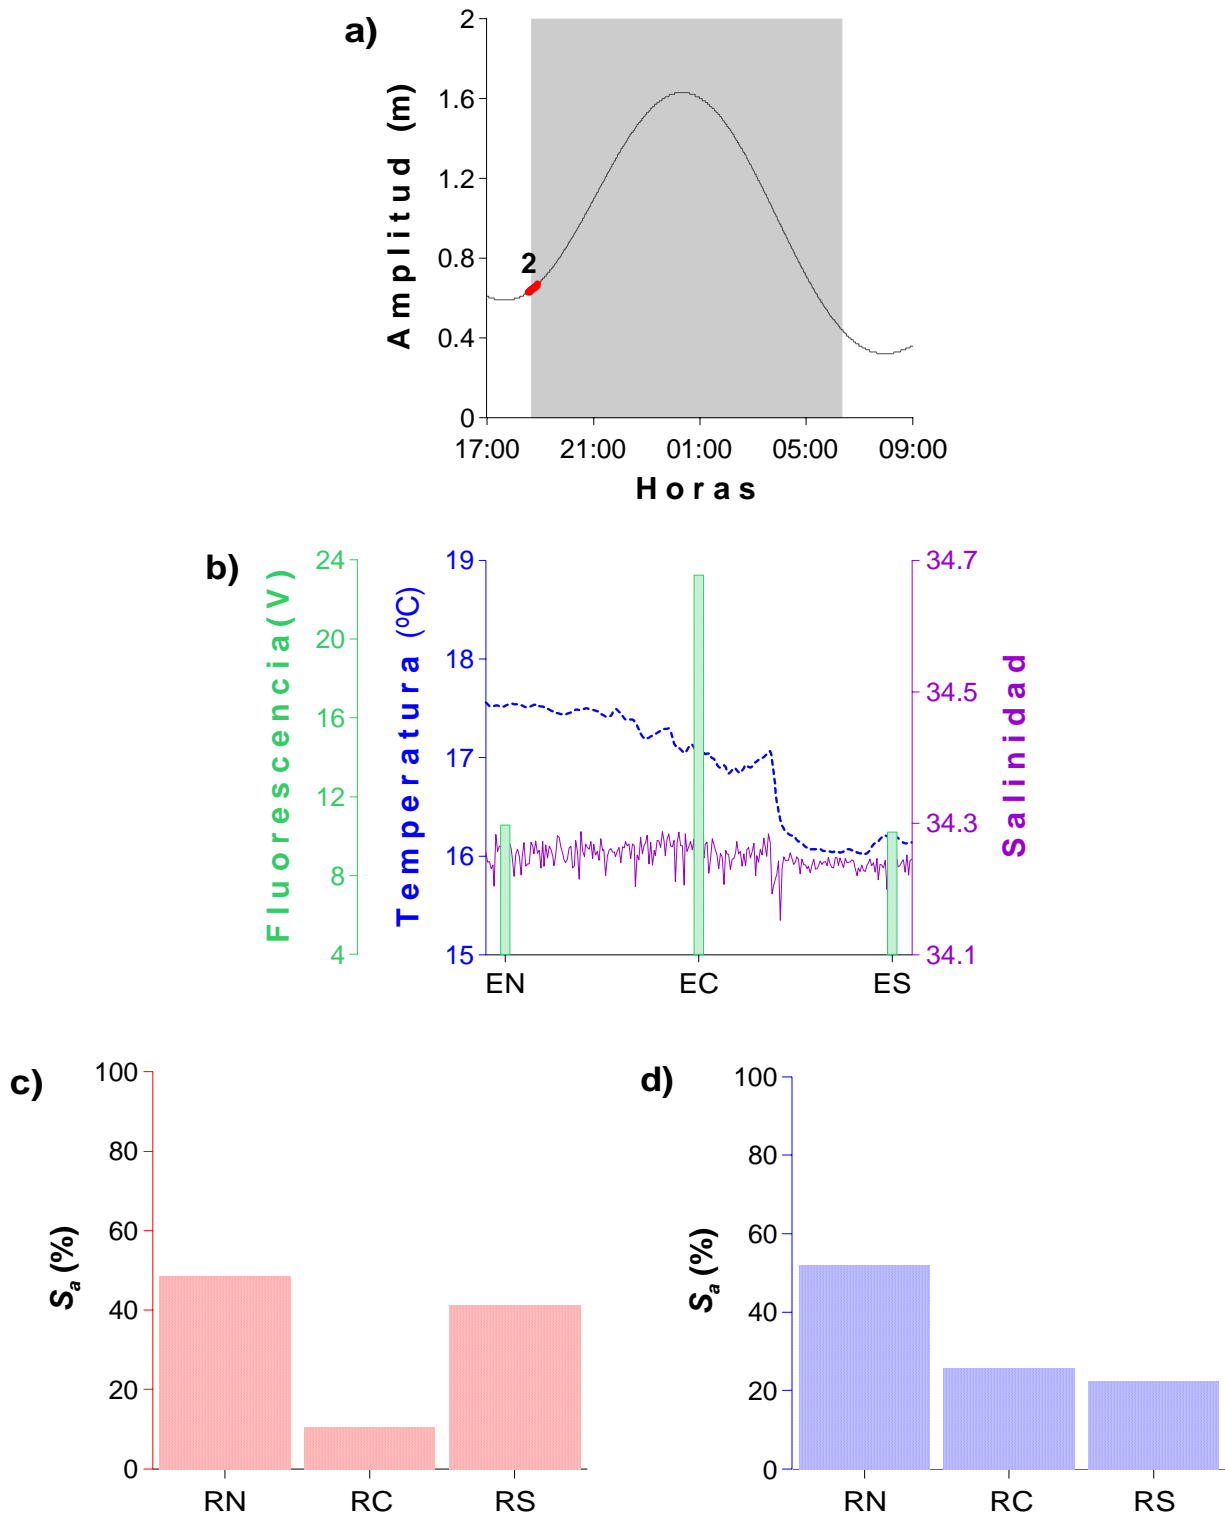 a)
Amplitud (m)
2
1.6
1.2
0.8
0.4
0
2
17:00 21:00 01:00 05:00 09:00
Horas
b)
Fluorescencia(V)
24
20
16
12
8
4
Temperatura (ºC)
19
18
17
16
15
34.7
34.5
34.3
34.1
Salinidad
EN EC ES
c)
Sa (%)
100
80
60
40
20
0
RN RC RS
d)
Sa (%)
100
80
60
40
20
0
RN RC RS